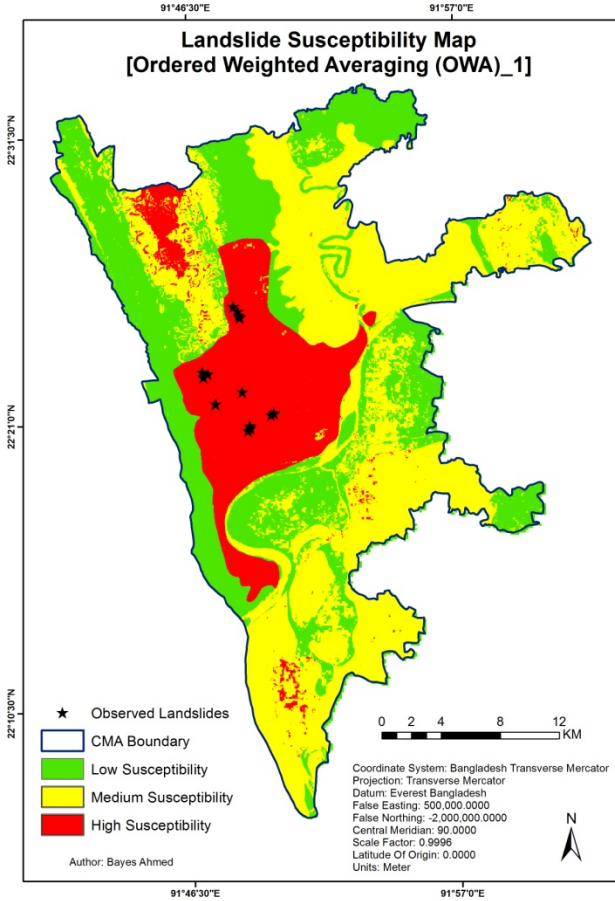 91°46'30"E
91°57'0"E
Landslide Susceptibility Map
[Ordered Weighted Averaging (OWA)_1]
22°31'30"N
22°21'0"N
22°10'30"N
Observed Landslides
CMA Boundary
Low Susceptibility
Medium Susceptibility
High Susceptibility
Author: Bayes Ahmed
0 2 4 8 12
KM
Coordinate System: Bangladesh Transverse Mercator
Projection: Transverse Mercator
Datum: Everest Bangladesh
False Easting: 500,000.0000
False Northing: -2,000,000.0000
Central Meridian: 90.0000
Scale Factor: 0.9996
Latitude Of Origin: 0.0000
Units: Meter
N
91°46'30"E
91°57'0"E